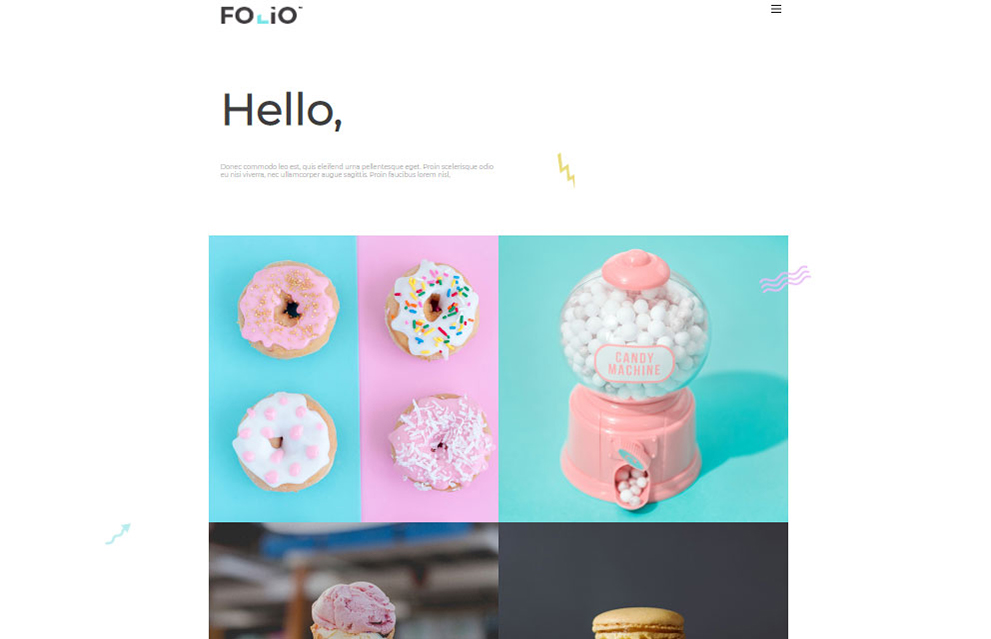 FOLiO
Hello,
Donec commodo leo est, quis eleifend urna pellentesque eget. Proin scelerisque odio
eu nisi viverra, nec ullamcorper augue sagittis. Proin faucibus lorem nisl,
CANDY
MACHINE